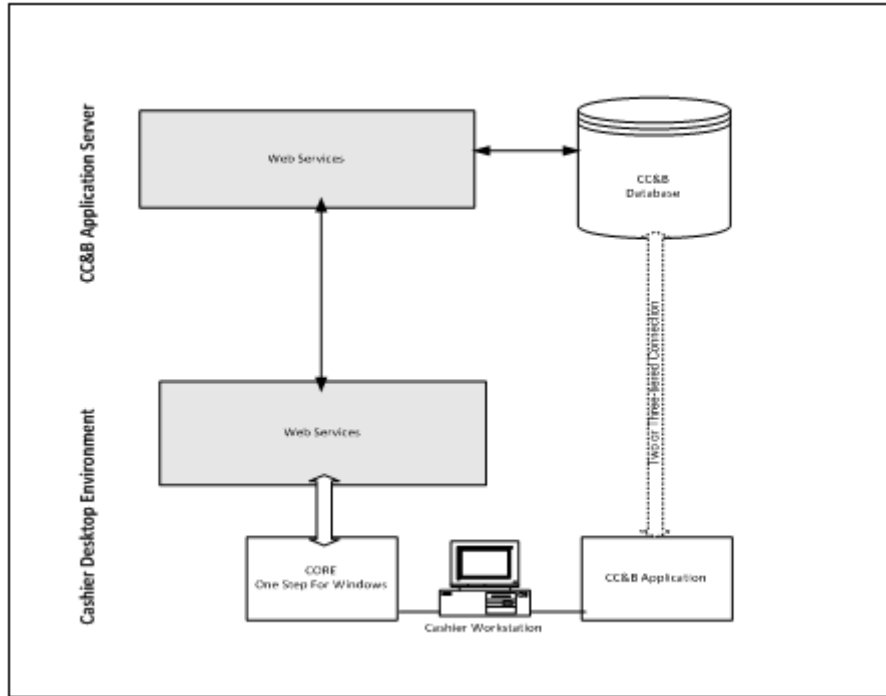 CC&B Application Server
Web Services
CC&B
Database
Two or Three-tiered Connection
Cashier Desktop Environment
Web Services
CORE
One Step For Windows
Cashier Workstation
CC&B Application